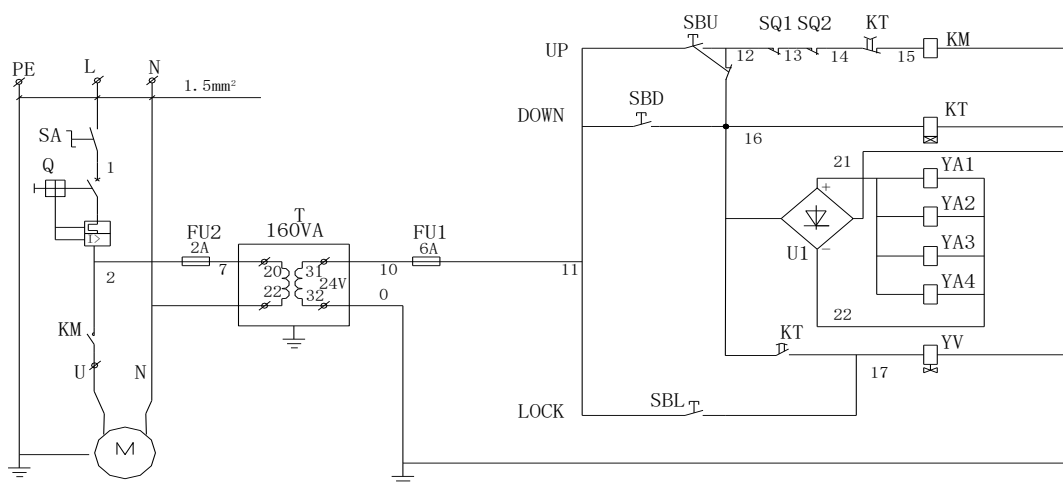 SBU
SQ1 SQ2
KT
KM
UP
12
13
14
15
PE
L
N
1.5mm²
SA
Q
1
I>
SBD
KT
DOWN
16
21
YA1
YA2
YA3
YA4
U1
+
−
22
T
160VA
FU2
2A
FU1
6A
2
7
20
31
10
11
22
32
24V
0
KM
KT
YV
U
N
17
SBL
LOCK
M